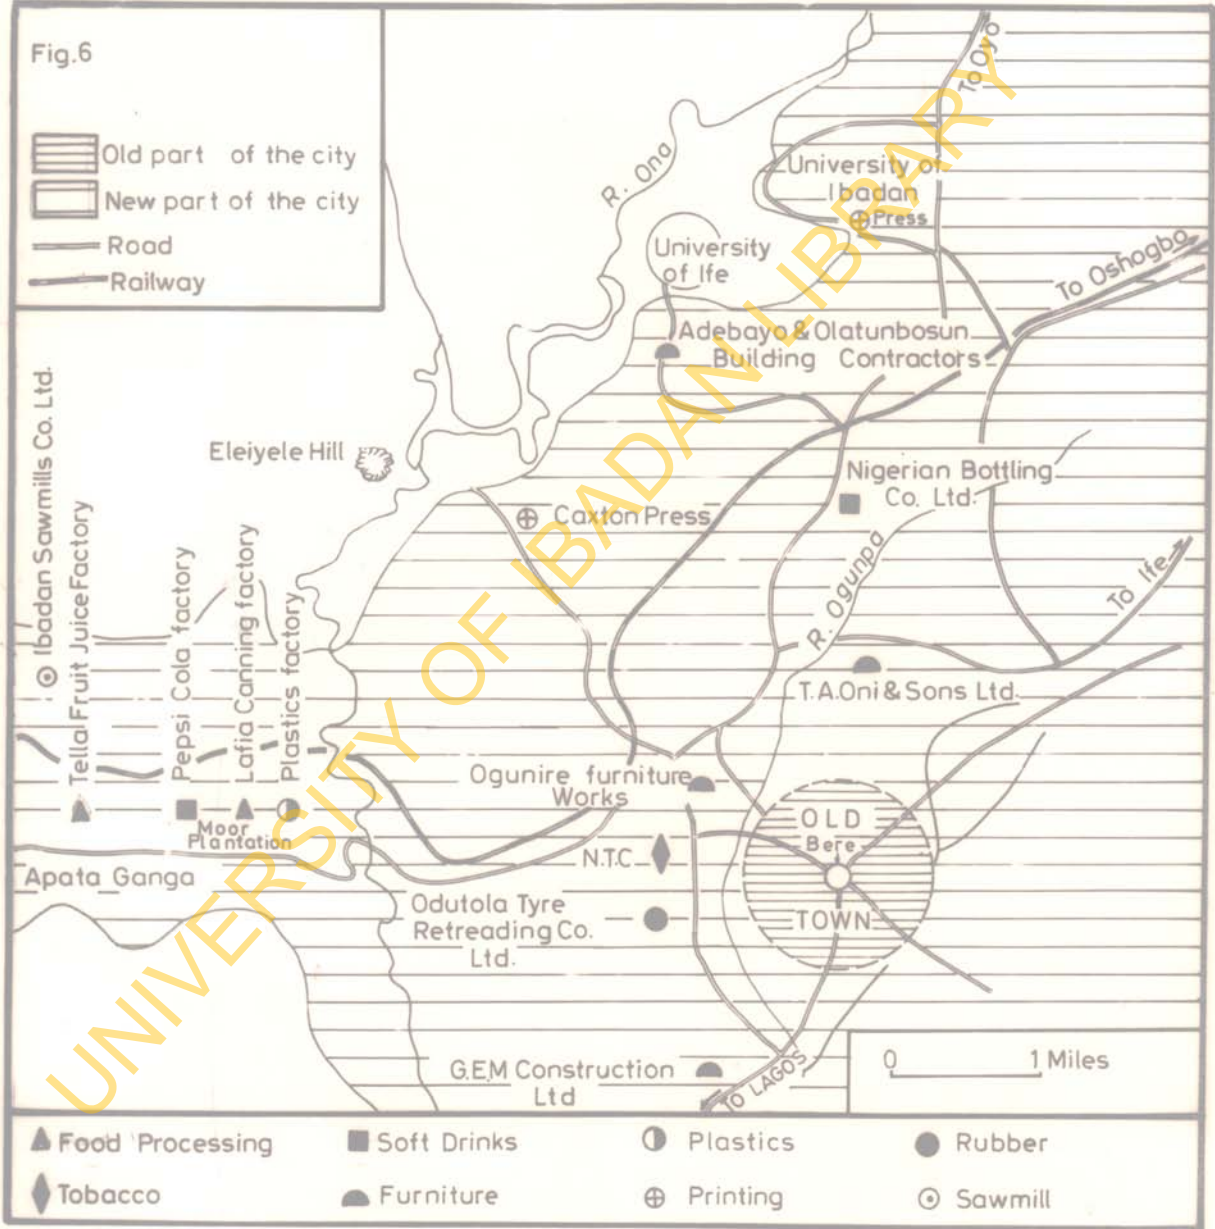 Fig.6
Old part of the city
New part of the city
Road
Railway
To Oyo
R. Ona
University of
Ibadan
Press
University
of Ife
To Oshogbo
Adebayo & Olatunbosun
Building Contractors
Eleiyele Hill
Nigerian Bottling
Co. Ltd.
Caxton Press
R. Ogunpa
To Ife
Ibadan Sawmills Co. Ltd.
Tellal Fruit Juice Factory
Pepsi Cola factory
Lafia Canning factory
Plastics factory
T.A.Oni & Sons Ltd.
Ogunire furniture
Works
Moor
Plantation
OLD
Bere
TOWN
N.T.C.
Apata Ganga
Odutola Tyre
Retreading Co.
Ltd.
G.E.M Construction
Ltd
TO LAGOS
0 1 Miles
Food Processing
Soft Drinks
Plastics
Rubber
Tobacco
Furniture
Printing
Sawmill
UNIVERSITY OF IBADAN LIBRARY